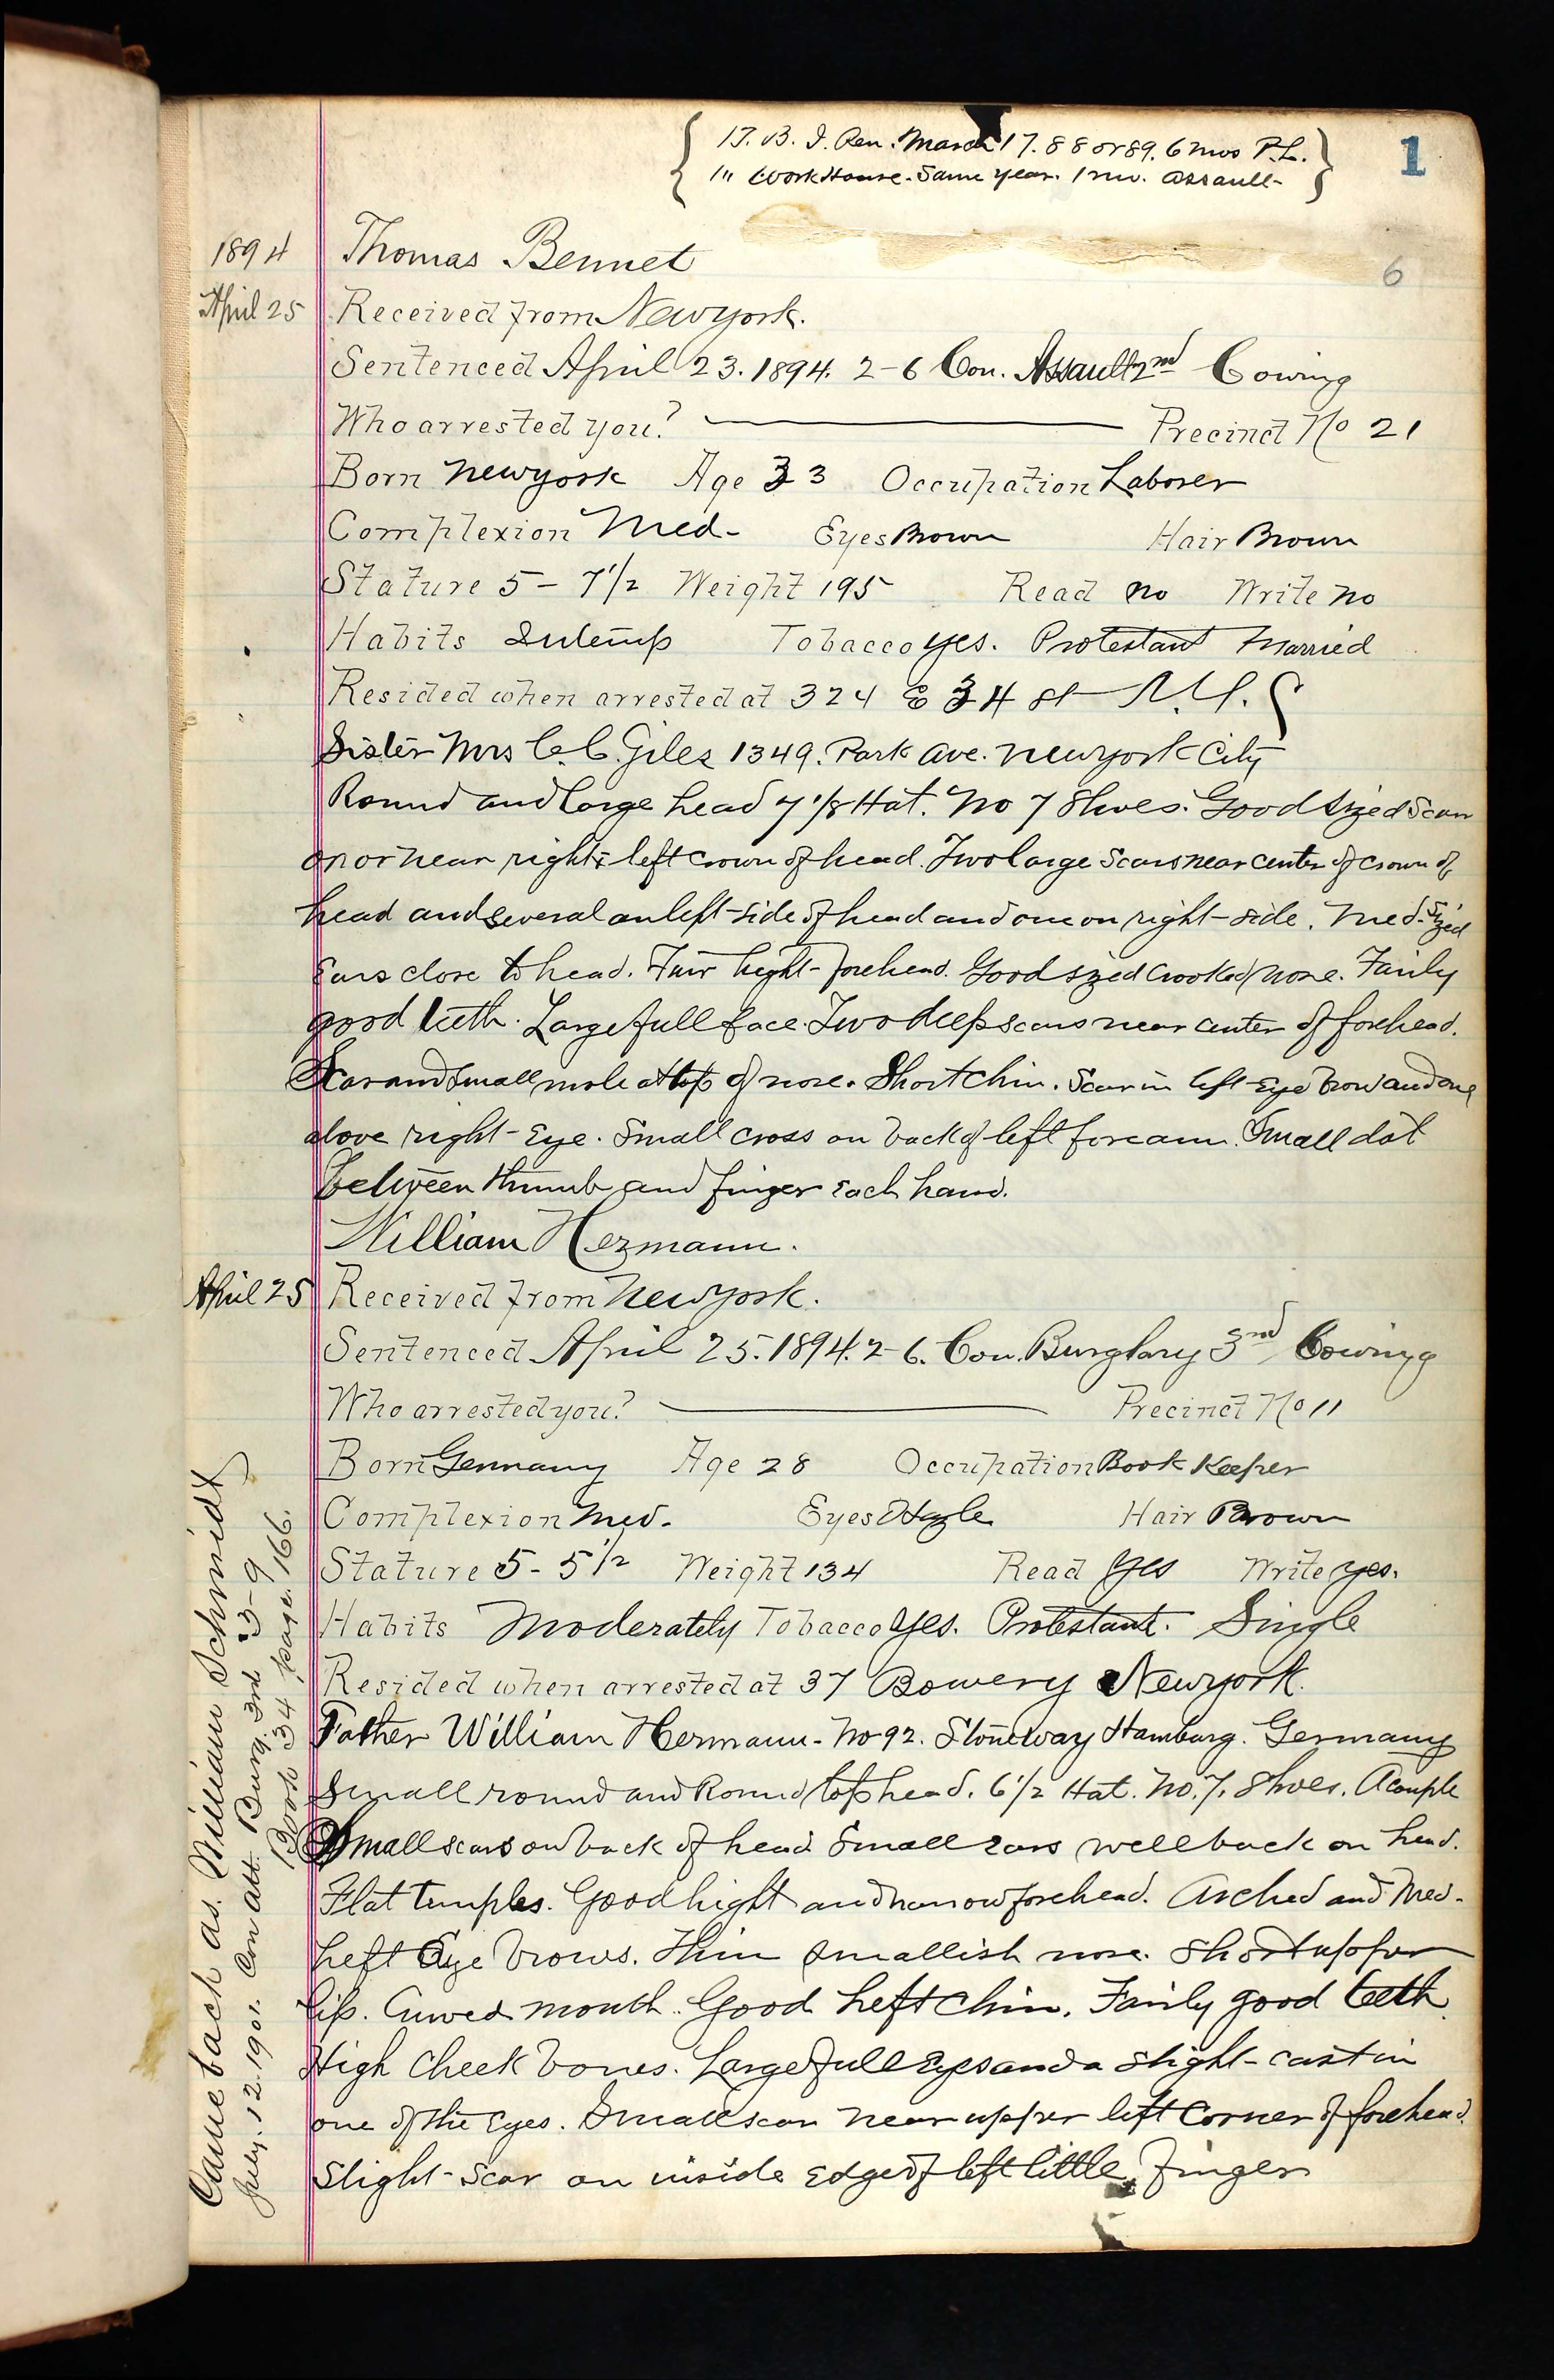 1T. B. I. Pen. March 17. 88 or 89. 6 mos P.L.
1" Work House. Same year. 1 mo. Assault-
1
6
1894
Thomas Bennet
April 25
Received from New york.
Sentenced April 23. 1894. 2-6 Con. Assault 2nd Cowing
Who arrested you? Precinct No 21
Born New york Age 33 Occupation Laborer
Complexion Med- Eyes Brown Hair Brown
Stature 5 - 7 1/2 Weight 195 Read no Write no
Habits Intemp Tobacco yes. Protestant Married
Resided when arrested at 324 E 34 St N.Y.
Sister Mrs C. C. Giles 1349. Park Ave. New york City
Round and large head 7 1/8 Hat. No 7 Shoes. Good sized Scar
on or near right & left crown of head. Two large Scars near center of crown of
head and several on left-side of head and one on right-side. Med-sized
Ears close to head. Fair hight-forehead. Good sized crooked nose. Fairly
good teeth. Large full face. Two deep scars near center of forehead.
Scar and small mole at top of nose. Short chin. Scar in left-Eye brow and one
above right-Eye. Small cross on back of left forearm. Small dot
between thumb and finger Each hand.
William Hermann.
April 25
Received from New york.
Sentenced April 25. 1894. 2-6. Con. Burglary 3rd Cowing
Who arrested you? Precinct No 11
Born Germany Age 28 Occupation Book Keeper
Complexion Med. Eyes Hazle Hair Brown
Stature 5 - 5 1/2 Weight 134 Read Yes Write yes.
Habits Moderately Tobacco Yes. Protestant. Single
Resided when arrested at 37 Bowery New york.
Father William Hermann - No 92. Stoneway Hamburg. Germany
Small round and Round top head. 6 1/2 Hat. No. 7. Shoes. A couple
Small scars on back of head Small ears well back on head.
Flat temples. Good hight and narrow forehead. Arched and Med-
heft Eye brows. Thin smallish nose. Short upper
lip. Curved mouth. Good heft chin. Fairly good teeth.
High cheek bones. Large full Eyes and a slight-cast in
one of the Eyes. Small scar near upper left corner of forehead.
Slight-Scar on inside Edge of left little finger
Came back as. William Schmidt
July. 12. 1901. Con att. Burg. 3rd 3-9
Book 34 page. 166.